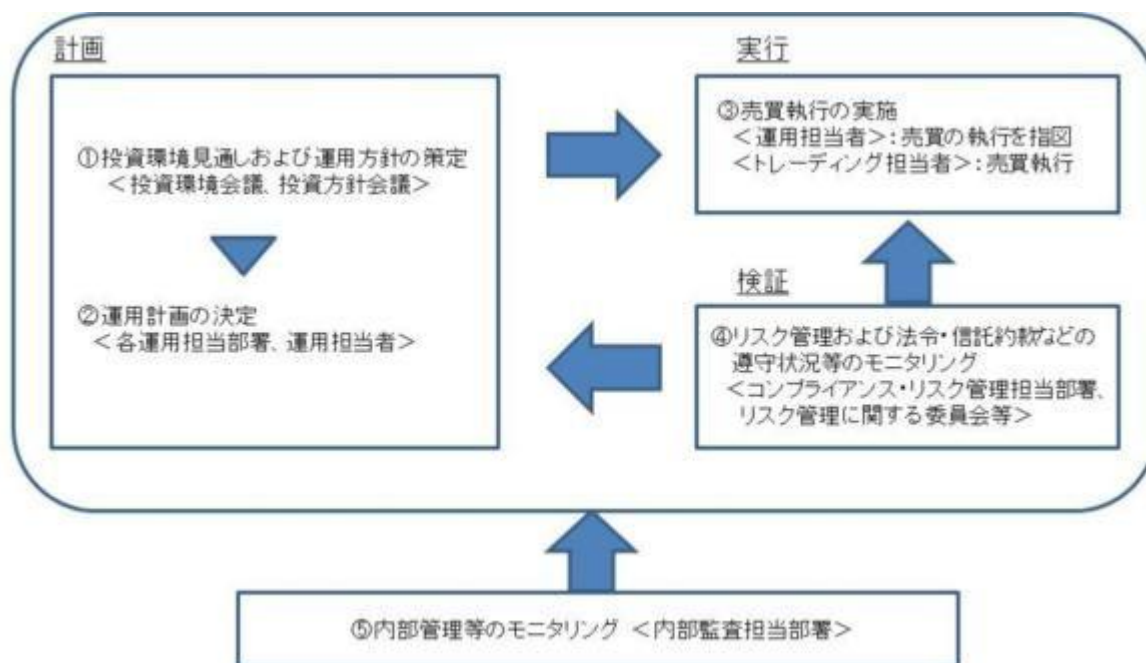 計画
①投資環境見通しおよび運用方針の策定
＜投資環境会議、投資方針会議＞
②運用計画の決定
＜各運用担当部署、運用担当者＞
実行
③売買執行の実施
＜運用担当者＞：売買の執行を指図
＜トレーディング担当者＞：売買執行
検証
④リスク管理および法令・信託約款などの
遵守状況等のモニタリング
＜コンプライアンス・リスク管理担当部署、
リスク管理に関する委員会等＞
⑤内部管理等のモニタリング ＜内部監査担当部署＞